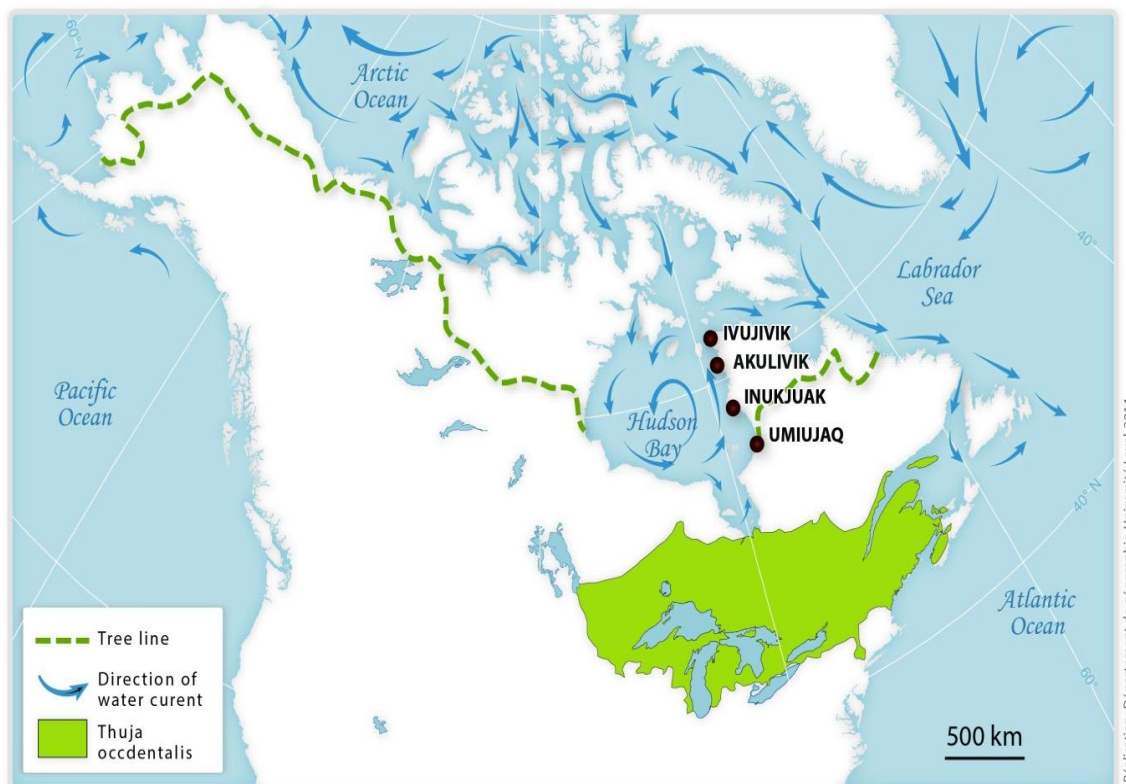 60°N
Arctic
Ocean
40°
Labrador
Sea
IVUJIVIK
AKULIVIK
INUKJUAK
UMIUJAQ
Hudson
Bay
Pacific
Ocean
40° N
Atlantic
Ocean
60°
Tree line
Direction of
water curent
Thuja
occdentalis
500 km